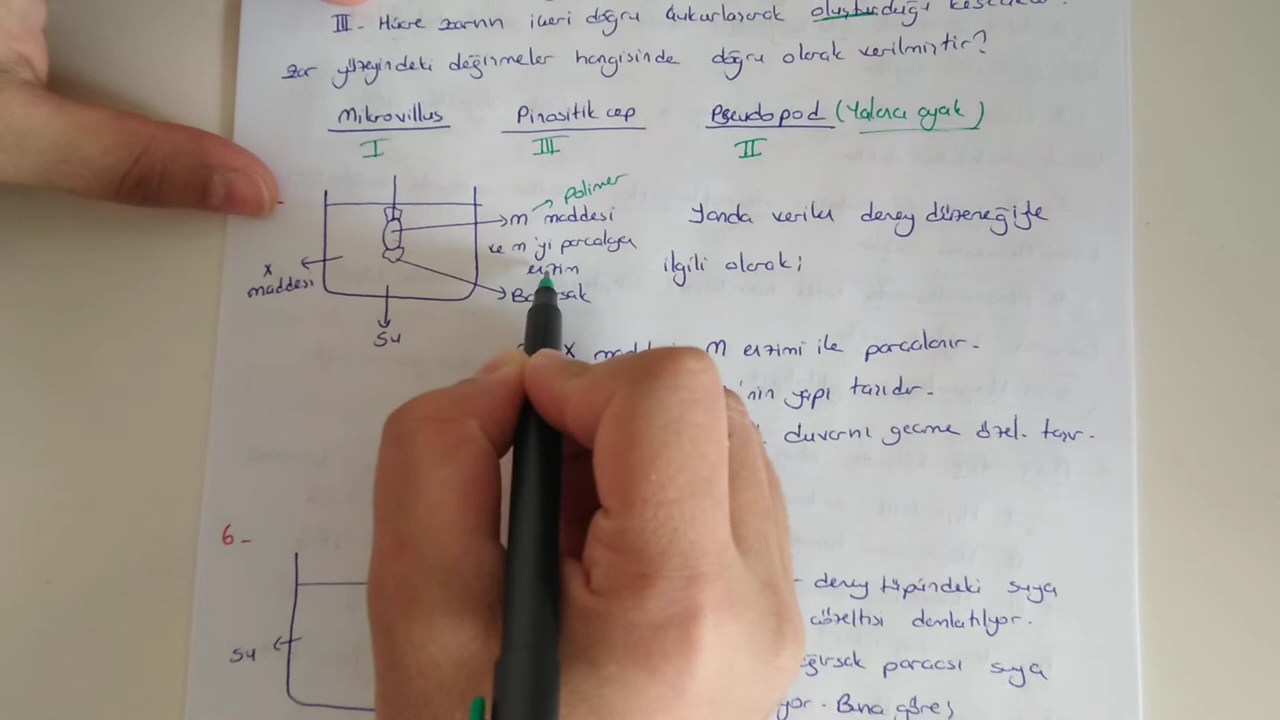 III- Hücre zarının içeri doğru çukurlaşarak oluşturduğu
zar yüzeyindeki değişmeler hangisinde doğru olarak verilmiştir?
Mikrovillus Pinositik cep Pseudopod (Yalancı ayak)
I III II
Polimer
m maddesi
ve m'yi parçalayan
enzim
X
maddesi
Su
Yanda verilen deney düzeneğiyle
ilgili olarak;
X M enzimi ile parçalanır.
'nin yapı taşıdır.
duvarını geçme özel. taşır.
6-
Su
deney tüpündeki suya
çözeltisi damlatılıyor.
parçası suya
Buna göre;